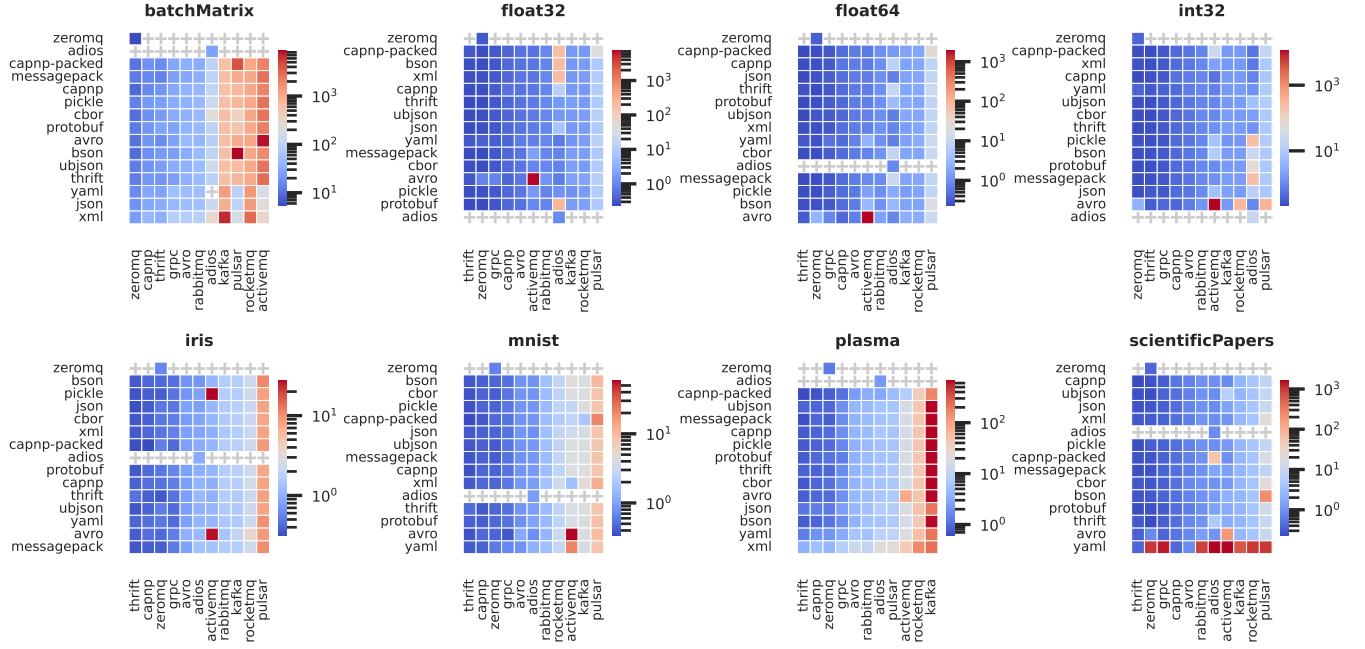 batchMatrix
zeromq
adios
capnp-packed
messagepack
capnp
pickle
cbor
protobuf
avro
bson
ubjson
thrift
yaml
json
xml
10³
10²
10¹
zeromq
capnp
thrift
grpc
avro
rabbitmq
adios
kafka
pulsar
rocketmq
activemq
float32
zeromq
capnp-packed
bson
xml
capnp
thrift
ubjson
json
yaml
messagepack
cbor
avro
pickle
protobuf
adios
10³
10²
10¹
10⁰
thrift
zeromq
grpc
capnp
avro
activemq
rabbitmq
adios
kafka
rocketmq
pulsar
float64
zeromq
capnp-packed
capnp
json
thrift
protobuf
ubjson
xml
yaml
cbor
adios
messagepack
pickle
bson
avro
10³
10²
10¹
10⁰
thrift
zeromq
capnp
grpc
avro
activemq
rabbitmq
adios
kafka
rocketmq
pulsar
int32
zeromq
capnp-packed
xml
capnp
yaml
ubjson
cbor
thrift
pickle
bson
protobuf
messagepack
json
avro
adios
10³
10¹
zeromq
thrift
grpc
capnp
avro
rabbitmq
activemq
kafka
rocketmq
adios
pulsar
iris
zeromq
bson
pickle
json
cbor
xml
capnp-packed
adios
protobuf
capnp
thrift
ubjson
yaml
avro
messagepack
10¹
10⁰
thrift
capnp
zeromq
grpc
avro
adios
activemq
rabbitmq
kafka
rocketmq
pulsar
mnist
zeromq
bson
cbor
pickle
capnp-packed
json
ubjson
messagepack
capnp
xml
adios
thrift
protobuf
avro
yaml
10¹
10⁰
thrift
capnp
zeromq
grpc
avro
adios
rabbitmq
rocketmq
activemq
kafka
pulsar
plasma
zeromq
adios
capnp-packed
ubjson
messagepack
capnp
pickle
protobuf
thrift
cbor
avro
json
bson
yaml
xml
10²
10¹
10⁰
thrift
capnp
zeromq
grpc
avro
rabbitmq
adios
pulsar
activemq
rocketmq
kafka
scientificPapers
zeromq
capnp
ubjson
json
xml
adios
pickle
capnp-packed
messagepack
cbor
bson
protobuf
thrift
avro
yaml
10³
10²
10¹
10⁰
thrift
zeromq
grpc
capnp
avro
rabbitmq
adios
activemq
kafka
rocketmq
pulsar